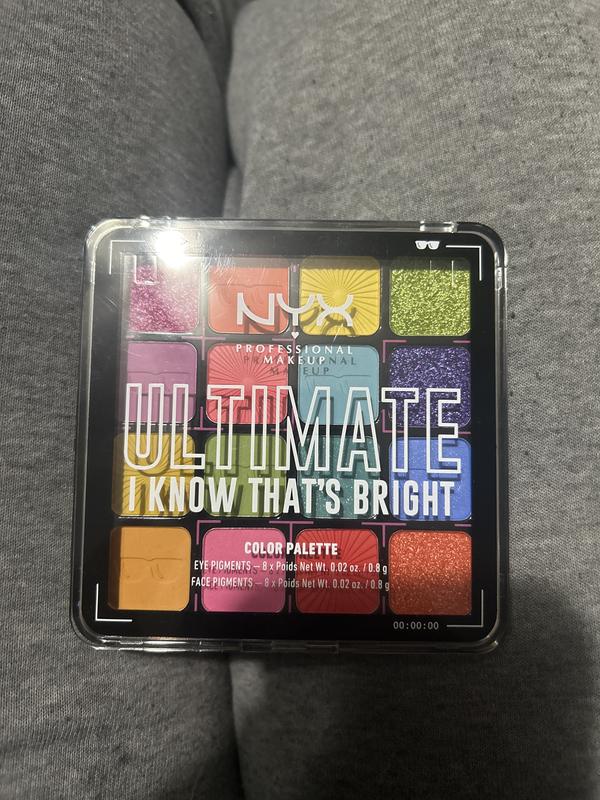 NYX
PROFESSIONAL
MAKEUP
ULTIMATE
I KNOW THAT'S BRIGHT
COLOR PALETTE
EYE PIGMENTS — 8 x Poids Net Wt. 0.02 oz. / 0.8 g
FACE PIGMENTS — 8 x Poids Net Wt. 0.02 oz. / 0.8 g
00:00:00